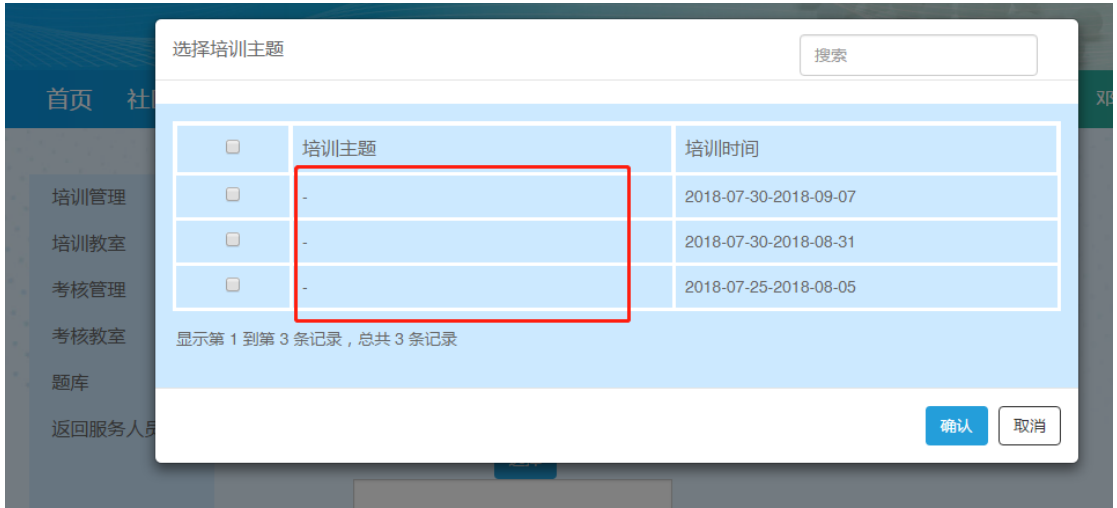 选择培训主题
搜索
首页
邓
培训主题
培训时间
培训管理
-
2018-07-30-2018-09-07
培训教室
-
2018-07-30-2018-08-31
考核管理
-
2018-07-25-2018-08-05
考核教室
显示第 1 到第 3 条记录，总共 3 条记录
题库
返回服务人员
确认
取消